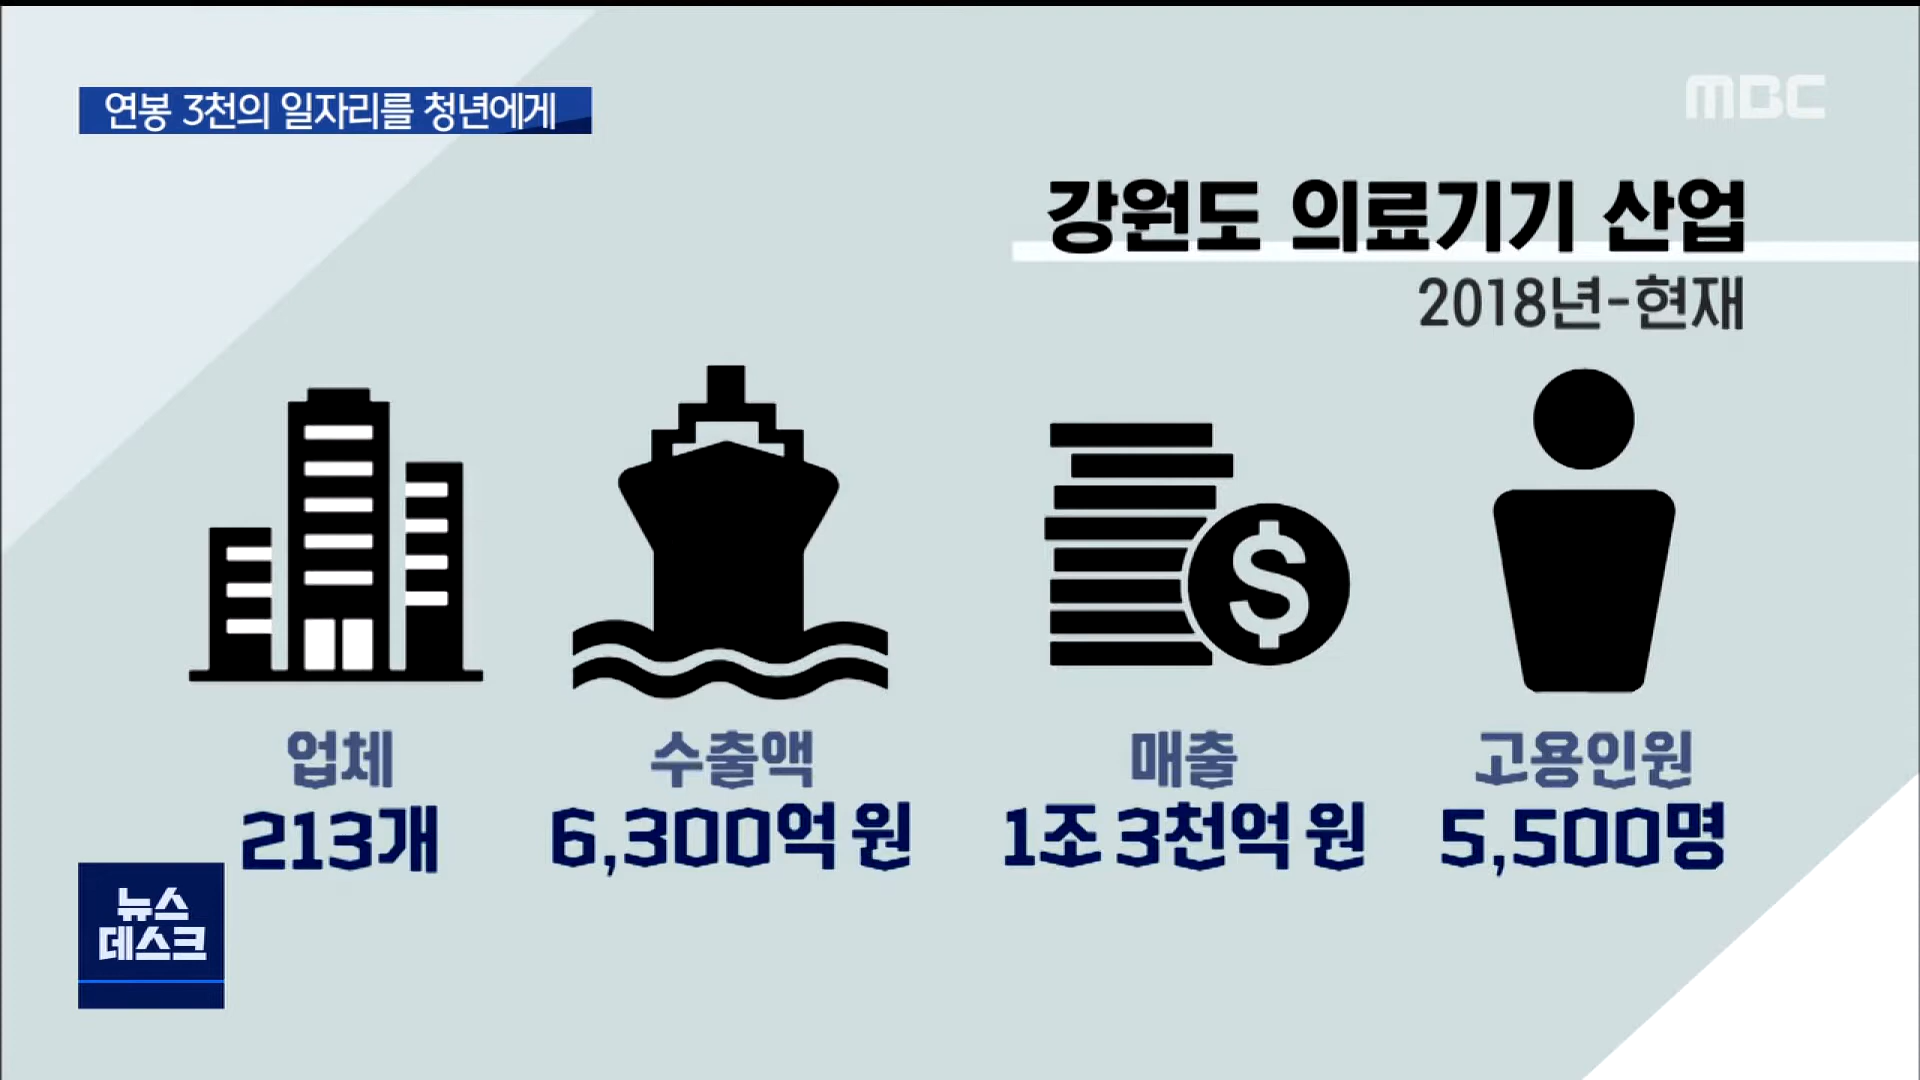 연봉 3천의 일자리를 청년에게
MBC
강원도 의료기기 산업
2018년-현재
업체
213개
수출액
6,300억 원
매출
1조 3천억 원
고용인원
5,500명
뉴스
데스크